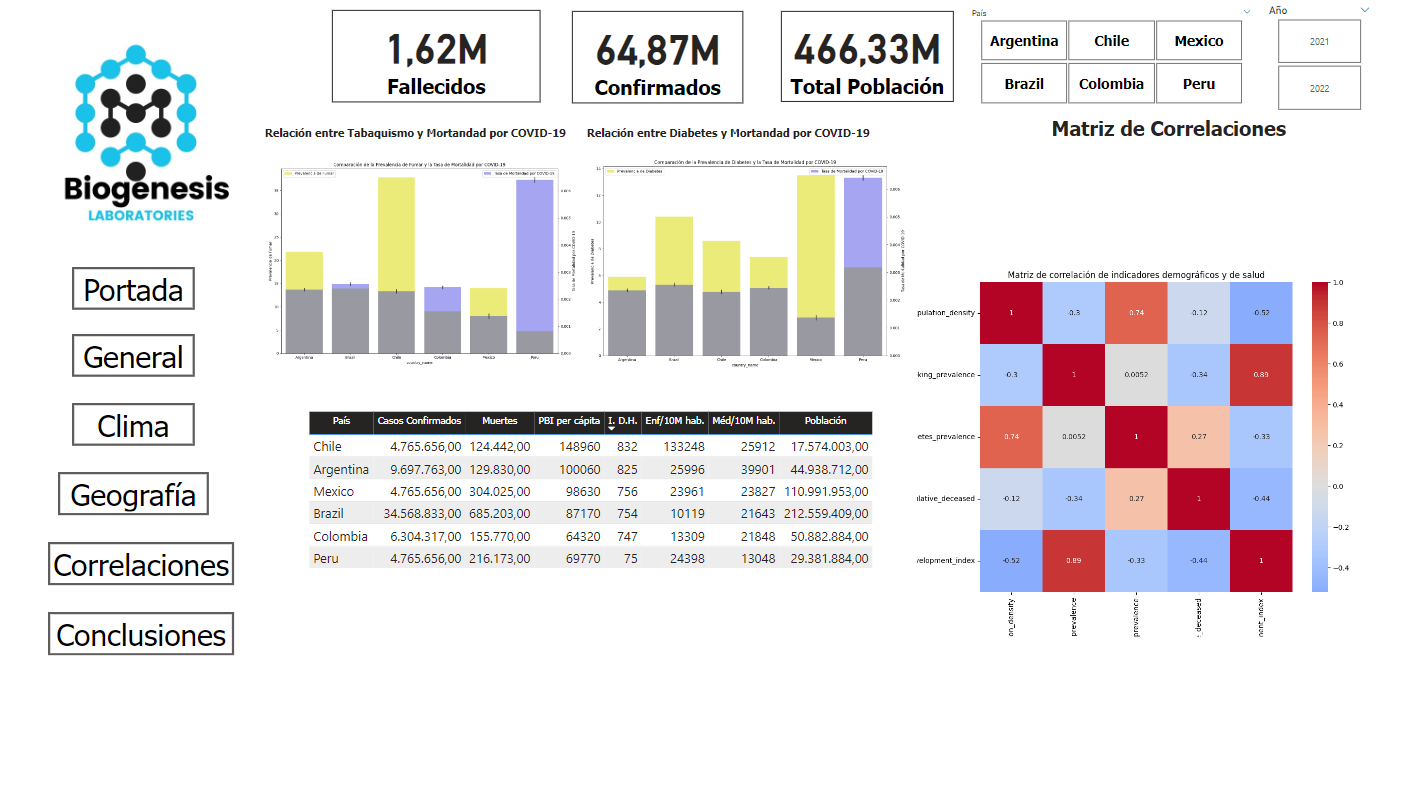 Biogenesis
LABORATORIES
Portada
General
Clima
Geografía
Correlaciones
Conclusiones
1,62M
Fallecidos
64,87M
Confirmados
466,33M
Total Población
País
Argentina
Chile
Mexico
Brazil
Colombia
Peru
Año
2021
2022
Relación entre Tabaquismo y Mortandad por COVID-19
Comparación de la Prevalencia de Fumar y la Tasa de Mortalidad por COVID-19
Prevalencia de Fumar
Tasa de Mortandad por COVID-19
Argentina Brazil Chile Colombia Mexico Peru
country_name
Relación entre Diabetes y Mortandad por COVID-19
Comparación de la Prevalencia de Diabetes y la Tasa de Mortalidad por COVID-19
Prevalencia de Diabetes
Tasa de Mortalidad por COVID-19
Argentina Brazil Chile Colombia Mexico Peru
country_name
País Casos Confirmados Muertes PBI per cápita I. D.H. Enf/10M hab. Méd/10M hab. Población
Chile 4.765.656,00 124.442,00 148960 832 133248 25912 17.574.003,00
Argentina 9.697.763,00 129.830,00 100060 825 25996 39901 44.938.712,00
Mexico 4.765.656,00 304.025,00 98630 756 23961 23827 110.991.953,00
Brazil 34.568.833,00 685.203,00 87170 754 10119 21643 212.559.409,00
Colombia 6.304.317,00 155.770,00 64320 747 13309 21848 50.882.884,00
Peru 4.765.656,00 216.173,00 69770 75 24398 13048 29.381.884,00
Matriz de Correlaciones
Matriz de correlación de indicadores demográficos y de salud
pulation_density 1 -0.3 0.74 -0.12 -0.52
king_prevalence -0.3 1 0.0052 -0.34 0.89
etes_prevalence 0.74 0.0052 1 0.27 -0.33
lative_deceased -0.12 -0.34 0.27 1 -0.44
velopment_index -0.52 0.89 -0.33 -0.44 1
on_density
prevalence
prevalence
_deceased
ment_index
1.0
0.8
0.6
0.4
0.2
0.0
−0.2
−0.4